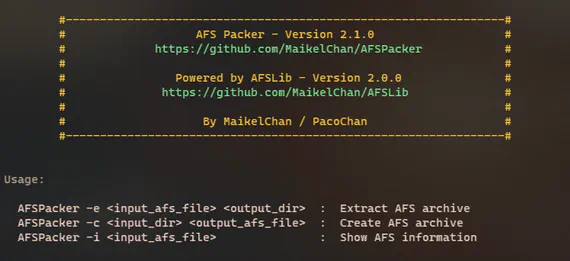 #----------------------------------------------------------------#
# AFS Packer - Version 2.1.0 #
# https://github.com/MaikelChan/AFSPacker #
# #
# Powered by AFSLib - Version 2.0.0 #
# https://github.com/MaikelChan/AFSLib #
# #
# By MaikelChan / PacoChan #
#----------------------------------------------------------------#
Usage:
AFSPacker -e <input_afs_file> <output_dir> : Extract AFS archive
AFSPacker -c <input_dir> <output_afs_file> : Create AFS archive
AFSPacker -i <input_afs_file> : Show AFS information